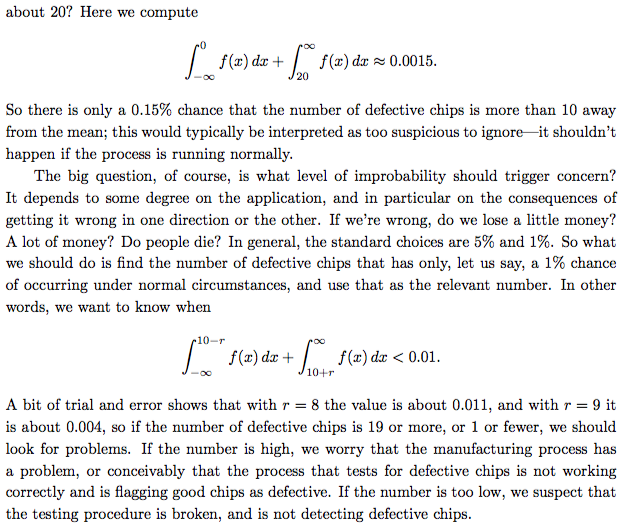 about 20? Here we compute
∫_{-∞}^{0} f(x) dx + ∫_{20}^{∞} f(x) dx ≈ 0.0015.
So there is only a 0.15% chance that the number of defective chips is more than 10 away
from the mean; this would typically be interpreted as too suspicious to ignore—it shouldn't
happen if the process is running normally.
The big question, of course, is what level of improbability should trigger concern?
It depends to some degree on the application, and in particular on the consequences of
getting it wrong in one direction or the other. If we're wrong, do we lose a little money?
A lot of money? Do people die? In general, the standard choices are 5% and 1%. So what
we should do is find the number of defective chips that has only, let us say, a 1% chance
of occurring under normal circumstances, and use that as the relevant number. In other
words, we want to know when
∫_{-∞}^{10-r} f(x) dx + ∫_{10+r}^{∞} f(x) dx < 0.01.
A bit of trial and error shows that with r = 8 the value is about 0.011, and with r = 9 it
is about 0.004, so if the number of defective chips is 19 or more, or 1 or fewer, we should
look for problems. If the number is high, we worry that the manufacturing process has
a problem, or conceivably that the process that tests for defective chips is not working
correctly and is flagging good chips as defective. If the number is too low, we suspect that
the testing procedure is broken, and is not detecting defective chips.